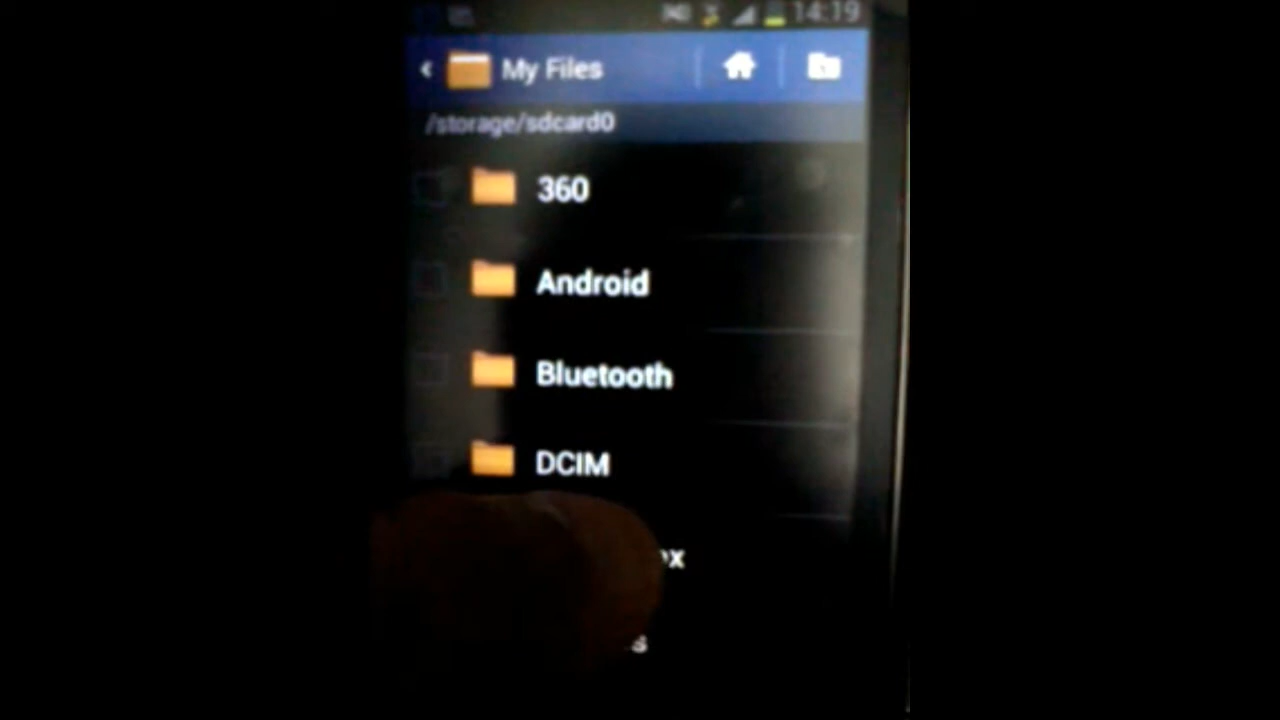 14:19
My Files
/storage/sdcard0
360
Android
Bluetooth
DCIM